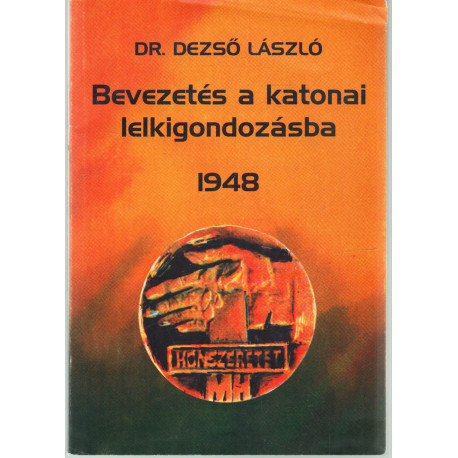 DR. DEZSŐ LÁSZLÓ
Bevezetés a katonai
lelkigondozásba
1948
HONSZERETET
MH